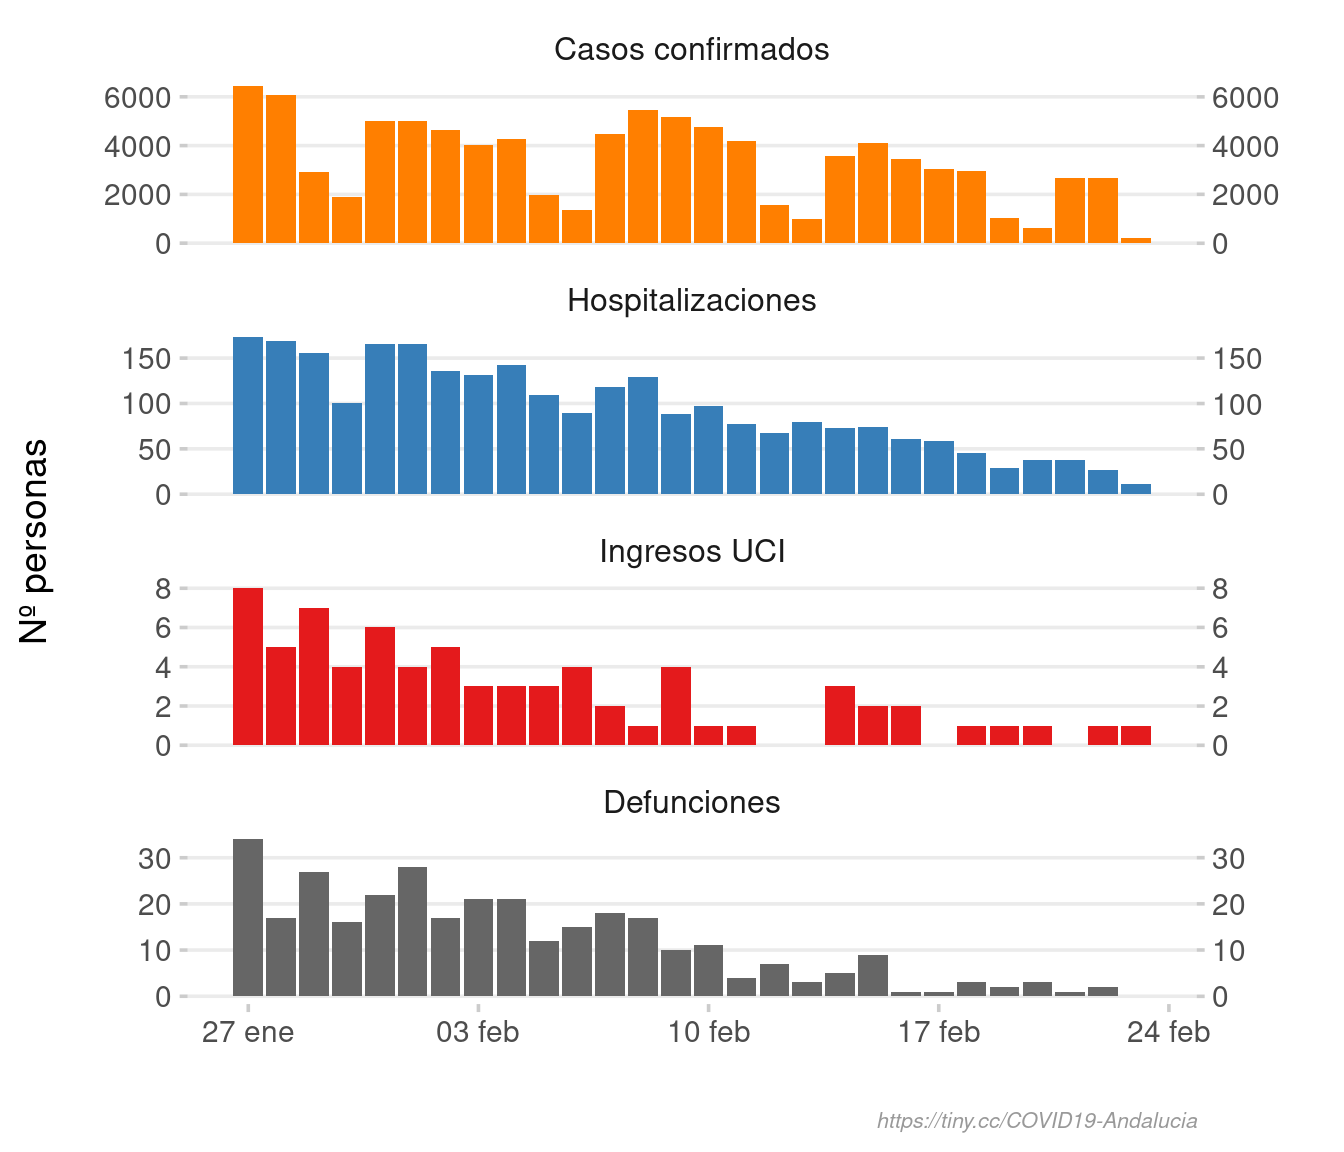 Casos confirmados
6000 6000
4000 4000
2000 2000
0 0
Hospitalizaciones
150 150
100 100
50 50
0 0
Nº personas
Ingresos UCI
8 8
6 6
4 4
2 2
0 0
Defunciones
30 30
20 20
10 10
0 0
27 ene 03 feb 10 feb 17 feb 24 feb
https://tiny.cc/COVID19-Andalucia